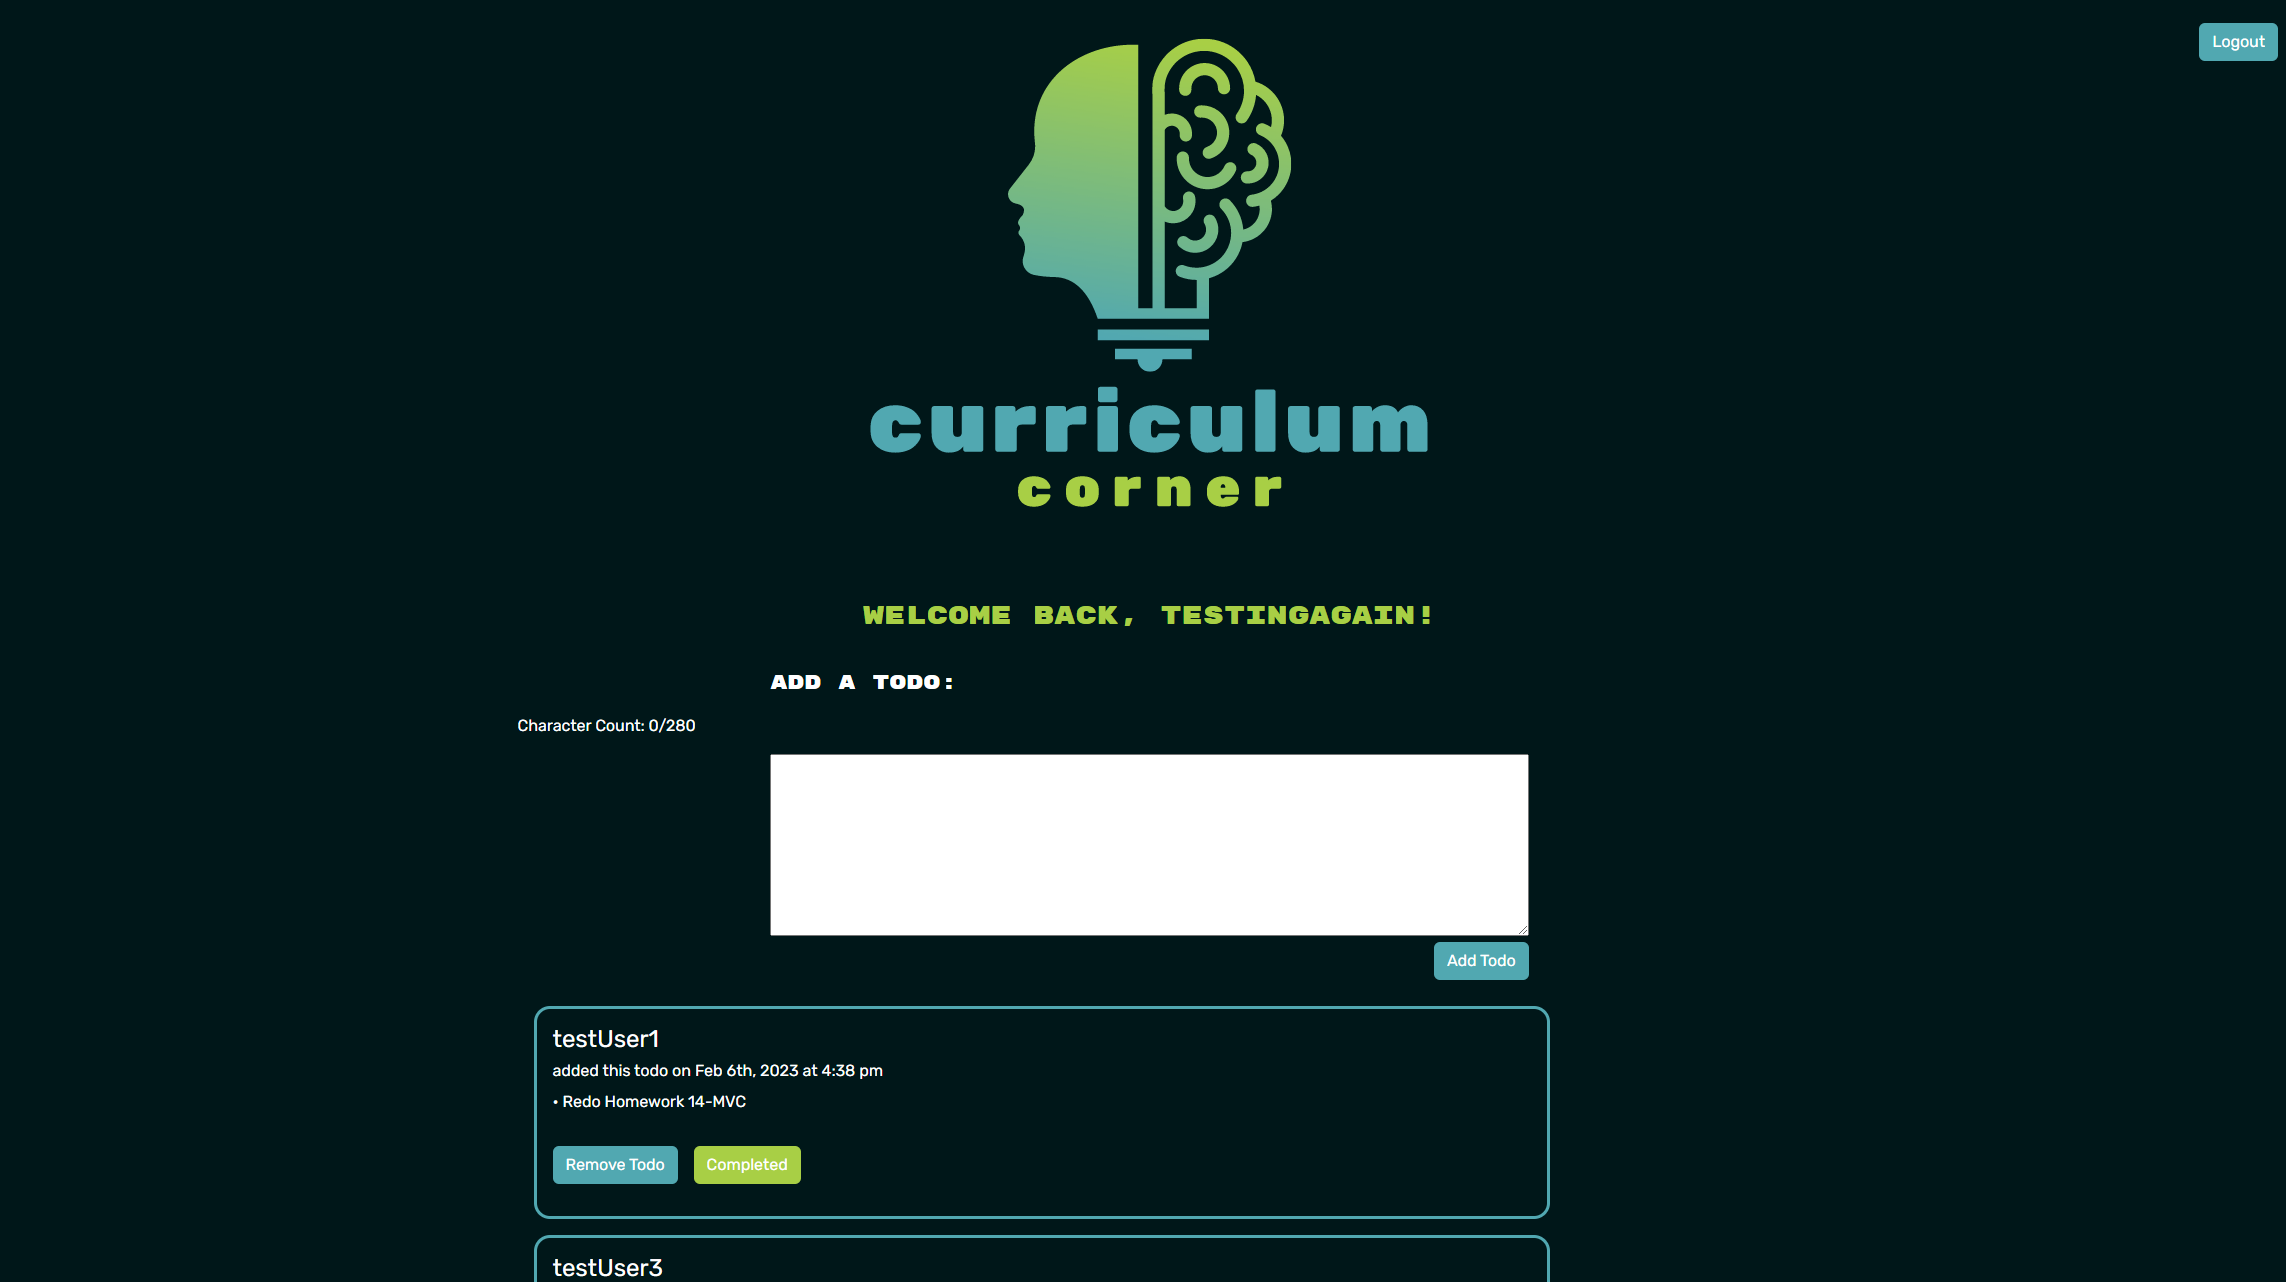 Logout
curriculum
corner
WELCOME BACK, TESTINGAGAIN!
ADD A TODO:
Character Count: 0/280
Add Todo
testUser1
added this todo on Feb 6th, 2023 at 4:38 pm
• Redo Homework 14-MVC
Remove Todo Completed
testUser3